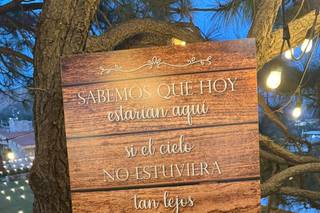 SABEMOS QUE HOY
estarían aquí
si el cielo
NO ESTUVIERA
tan lejos